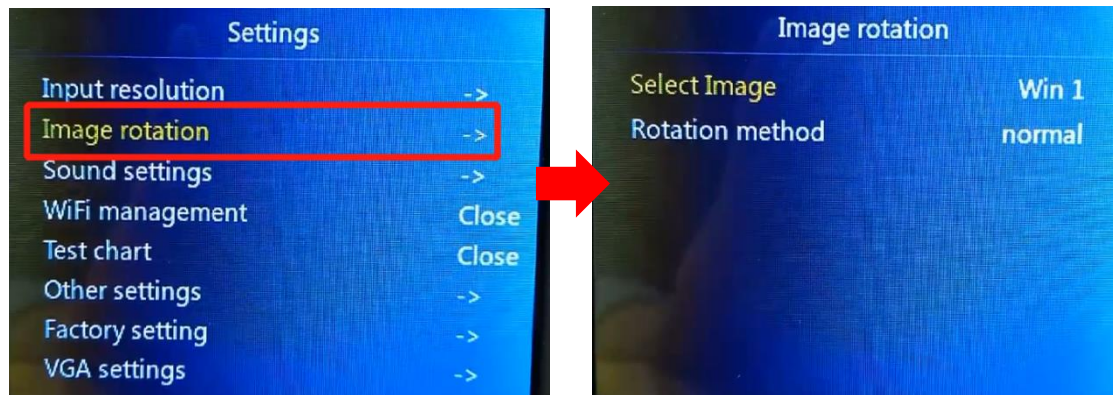 Settings
Input resolution ->
Image rotation ->
Sound settings ->
WiFi management Close
Test chart Close
Other settings ->
Factory setting ->
VGA settings ->
Image rotation
Select Image Win 1
Rotation method normal